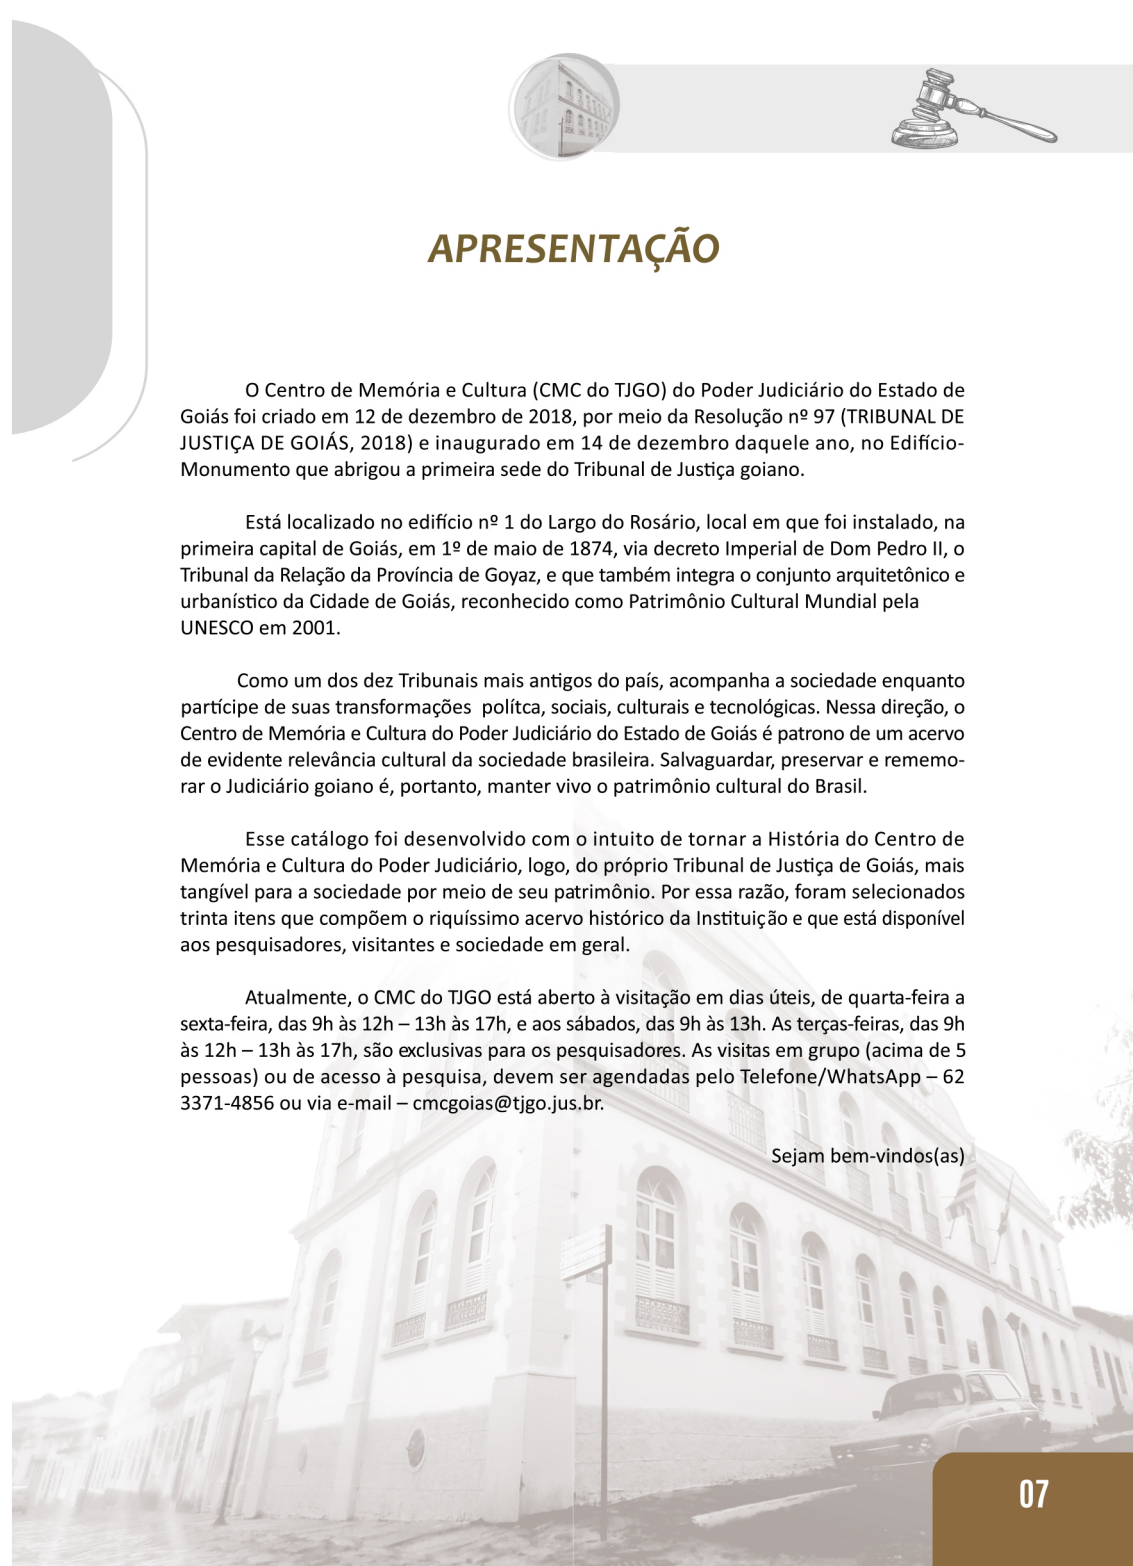 APRESENTAÇÃO
O Centro de Memória e Cultura (CMC do TJGO) do Poder Judiciário do Estado de
Goiás foi criado em 12 de dezembro de 2018, por meio da Resolução nº 97 (TRIBUNAL DE
JUSTIÇA DE GOIÁS, 2018) e inaugurado em 14 de dezembro daquele ano, no Edifício-
Monumento que abrigou a primeira sede do Tribunal de Justiça goiano.
Está localizado no edifício nº 1 do Largo do Rosário, local em que foi instalado, na
primeira capital de Goiás, em 1º de maio de 1874, via decreto Imperial de Dom Pedro II, o
Tribunal da Relação da Província de Goyaz, e que também integra o conjunto arquitetônico e
urbanístico da Cidade de Goiás, reconhecido como Patrimônio Cultural Mundial pela
UNESCO em 2001.
Como um dos dez Tribunais mais antigos do país, acompanha a sociedade enquanto
partícipe de suas transformações polítca, sociais, culturais e tecnológicas. Nessa direção, o
Centro de Memória e Cultura do Poder Judiciário do Estado de Goiás é patrono de um acervo
de evidente relevância cultural da sociedade brasileira. Salvaguardar, preservar e rememo-
rar o Judiciário goiano é, portanto, manter vivo o patrimônio cultural do Brasil.
Esse catálogo foi desenvolvido com o intuito de tornar a História do Centro de
Memória e Cultura do Poder Judiciário, logo, do próprio Tribunal de Justiça de Goiás, mais
tangível para a sociedade por meio de seu patrimônio. Por essa razão, foram selecionados
trinta itens que compõem o riquíssimo acervo histórico da Instituição e que está disponível
aos pesquisadores, visitantes e sociedade em geral.
Atualmente, o CMC do TJGO está aberto à visitação em dias úteis, de quarta-feira a
sexta-feira, das 9h às 12h – 13h às 17h, e aos sábados, das 9h às 13h. As terças-feiras, das 9h
às 12h – 13h às 17h, são exclusivas para os pesquisadores. As visitas em grupo (acima de 5
pessoas) ou de acesso à pesquisa, devem ser agendadas pelo Telefone/WhatsApp – 62
3371-4856 ou via e-mail – cmcgoias@tjgo.jus.br.
Sejam bem-vindos(as)
07